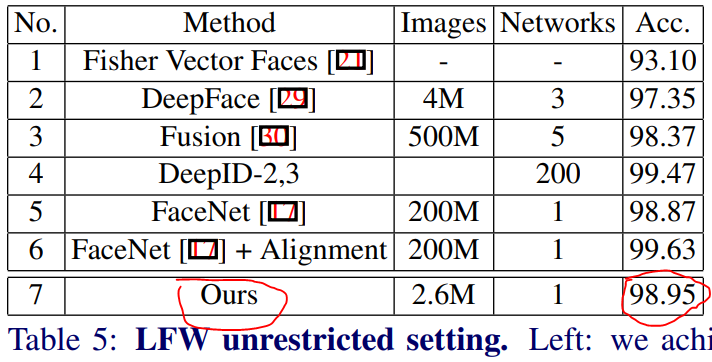 No. Method Images Networks Acc.
1 Fisher Vector Faces [21] - - 93.10
2 DeepFace [29] 4M 3 97.35
3 Fusion [30] 500M 5 98.37
4 DeepID-2,3 200 99.47
5 FaceNet [17] 200M 1 98.87
6 FaceNet [17] + Alignment 200M 1 99.63
7 Ours 2.6M 1 98.95
Table 5: LFW unrestricted setting. Left: we achi